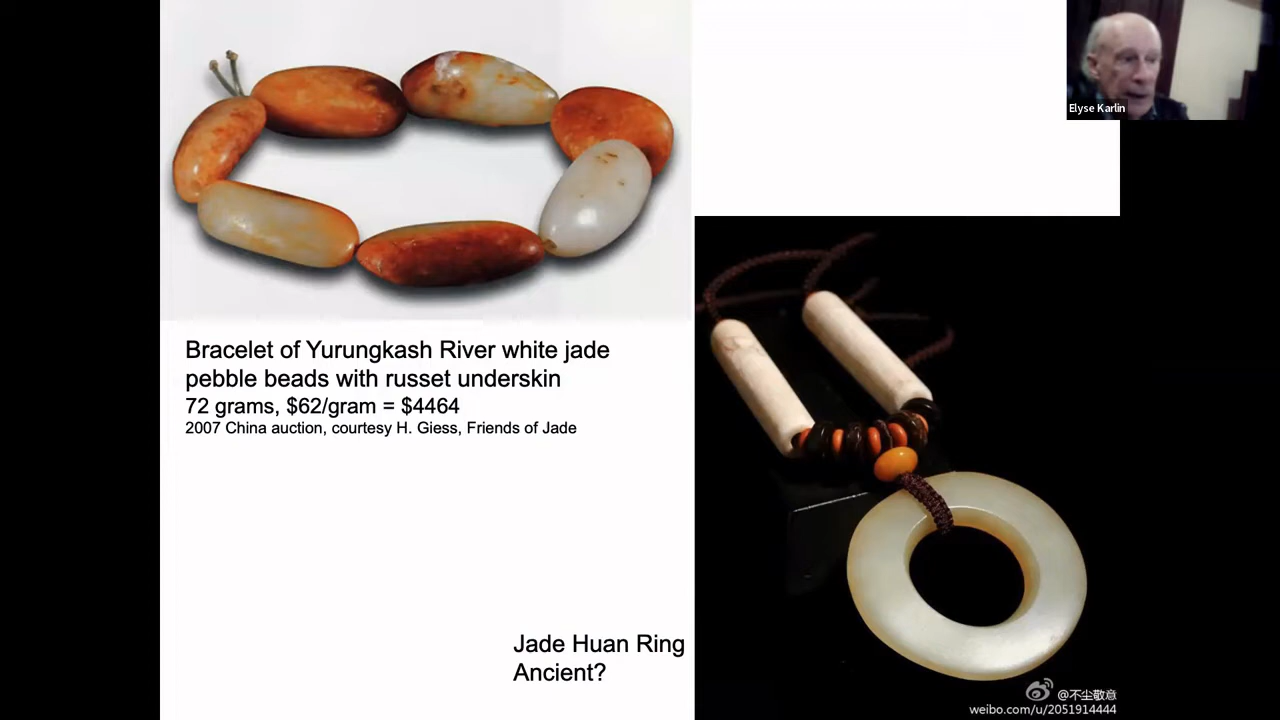 Elyse Karlin
Bracelet of Yurungkash River white jade
pebble beads with russet underskin
72 grams, $62/gram = $4464
2007 China auction, courtesy H. Giess, Friends of Jade
Jade Huan Ring
Ancient?
@不尘敬意
weibo.com/u/2051914444